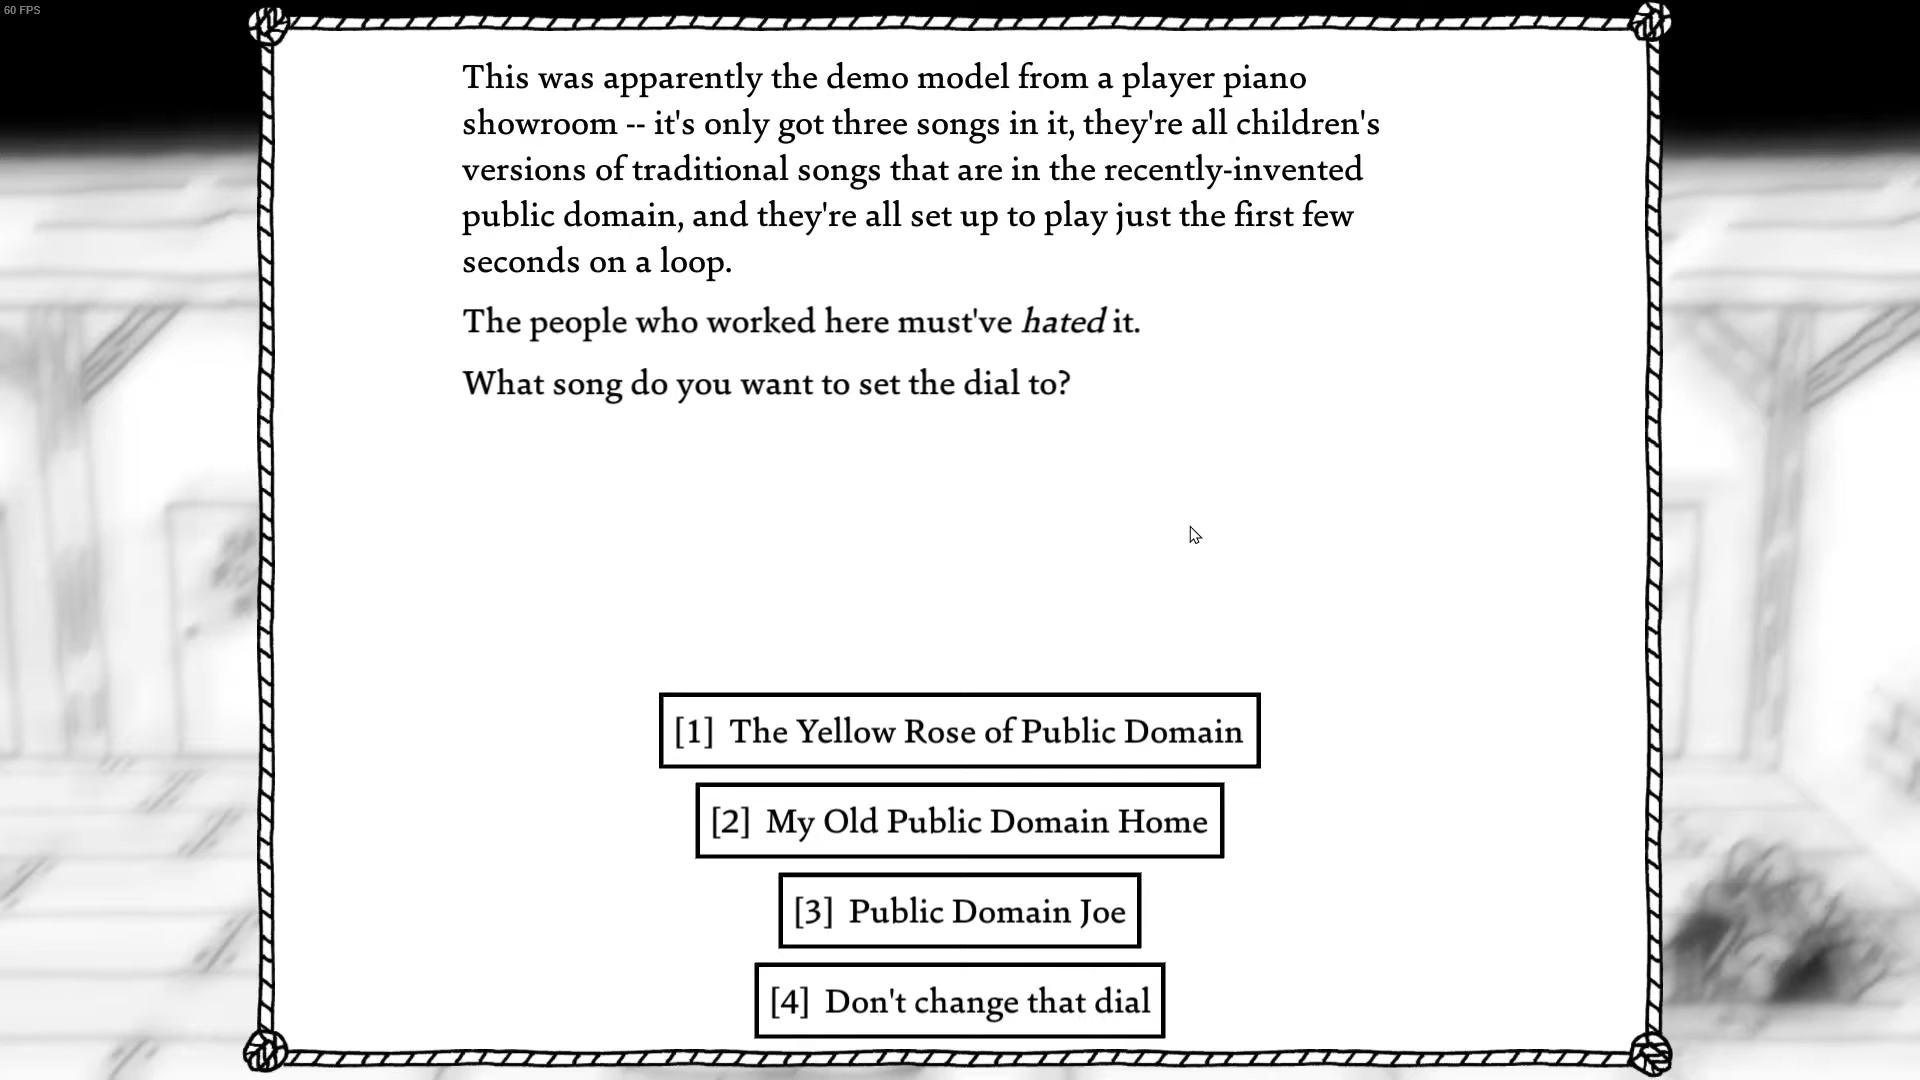 60 FPS
This was apparently the demo model from a player piano
showroom -- it's only got three songs in it, they're all children's
versions of traditional songs that are in the recently-invented
public domain, and they're all set up to play just the first few
seconds on a loop.
The people who worked here must've hated it.
What song do you want to set the dial to?
[1] The Yellow Rose of Public Domain
[2] My Old Public Domain Home
[3] Public Domain Joe
[4] Don't change that dial